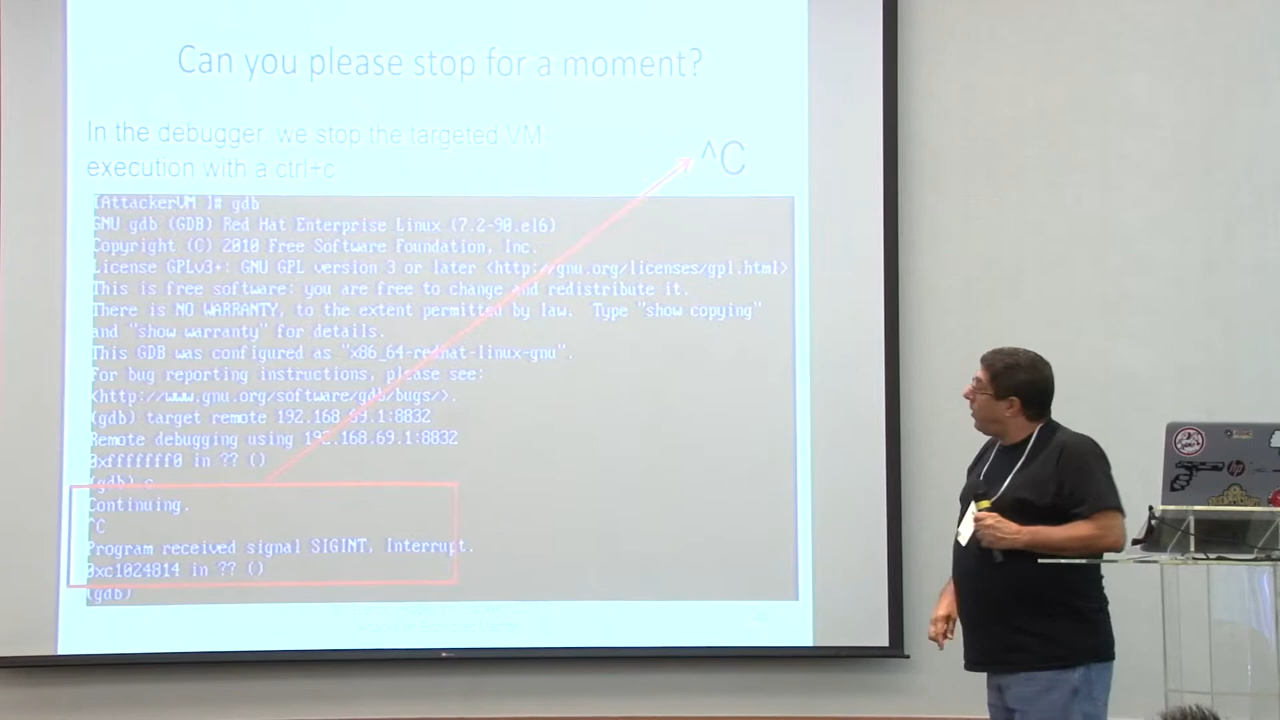 Can you please stop for a moment?
In the debugger, we stop the targeted VM
execution with a ctrl+c
^C
[AttackerVM ]# gdb
GNU gdb (GDB) Red Hat Enterprise Linux (7.2-90.el6)
Copyright (C) 2010 Free Software Foundation, Inc.
License GPLv3+: GNU GPL version 3 or later <http://gnu.org/licenses/gpl.html>
This is free software: you are free to change and redistribute it.
There is NO WARRANTY, to the extent permitted by law.  Type "show copying"
and "show warranty" for details.
This GDB was configured as "x86_64-redhat-linux-gnu".
For bug reporting instructions, please see:
<http://www.gnu.org/software/gdb/bugs/>.
(gdb) target remote 192.168.69.1:8832
Remote debugging using 192.168.69.1:8832
0xfffffff0 in ?? ()
(gdb) c
Continuing.
^C
Program received signal SIGINT, Interrupt.
0xc1024814 in ?? ()
(gdb)
hp